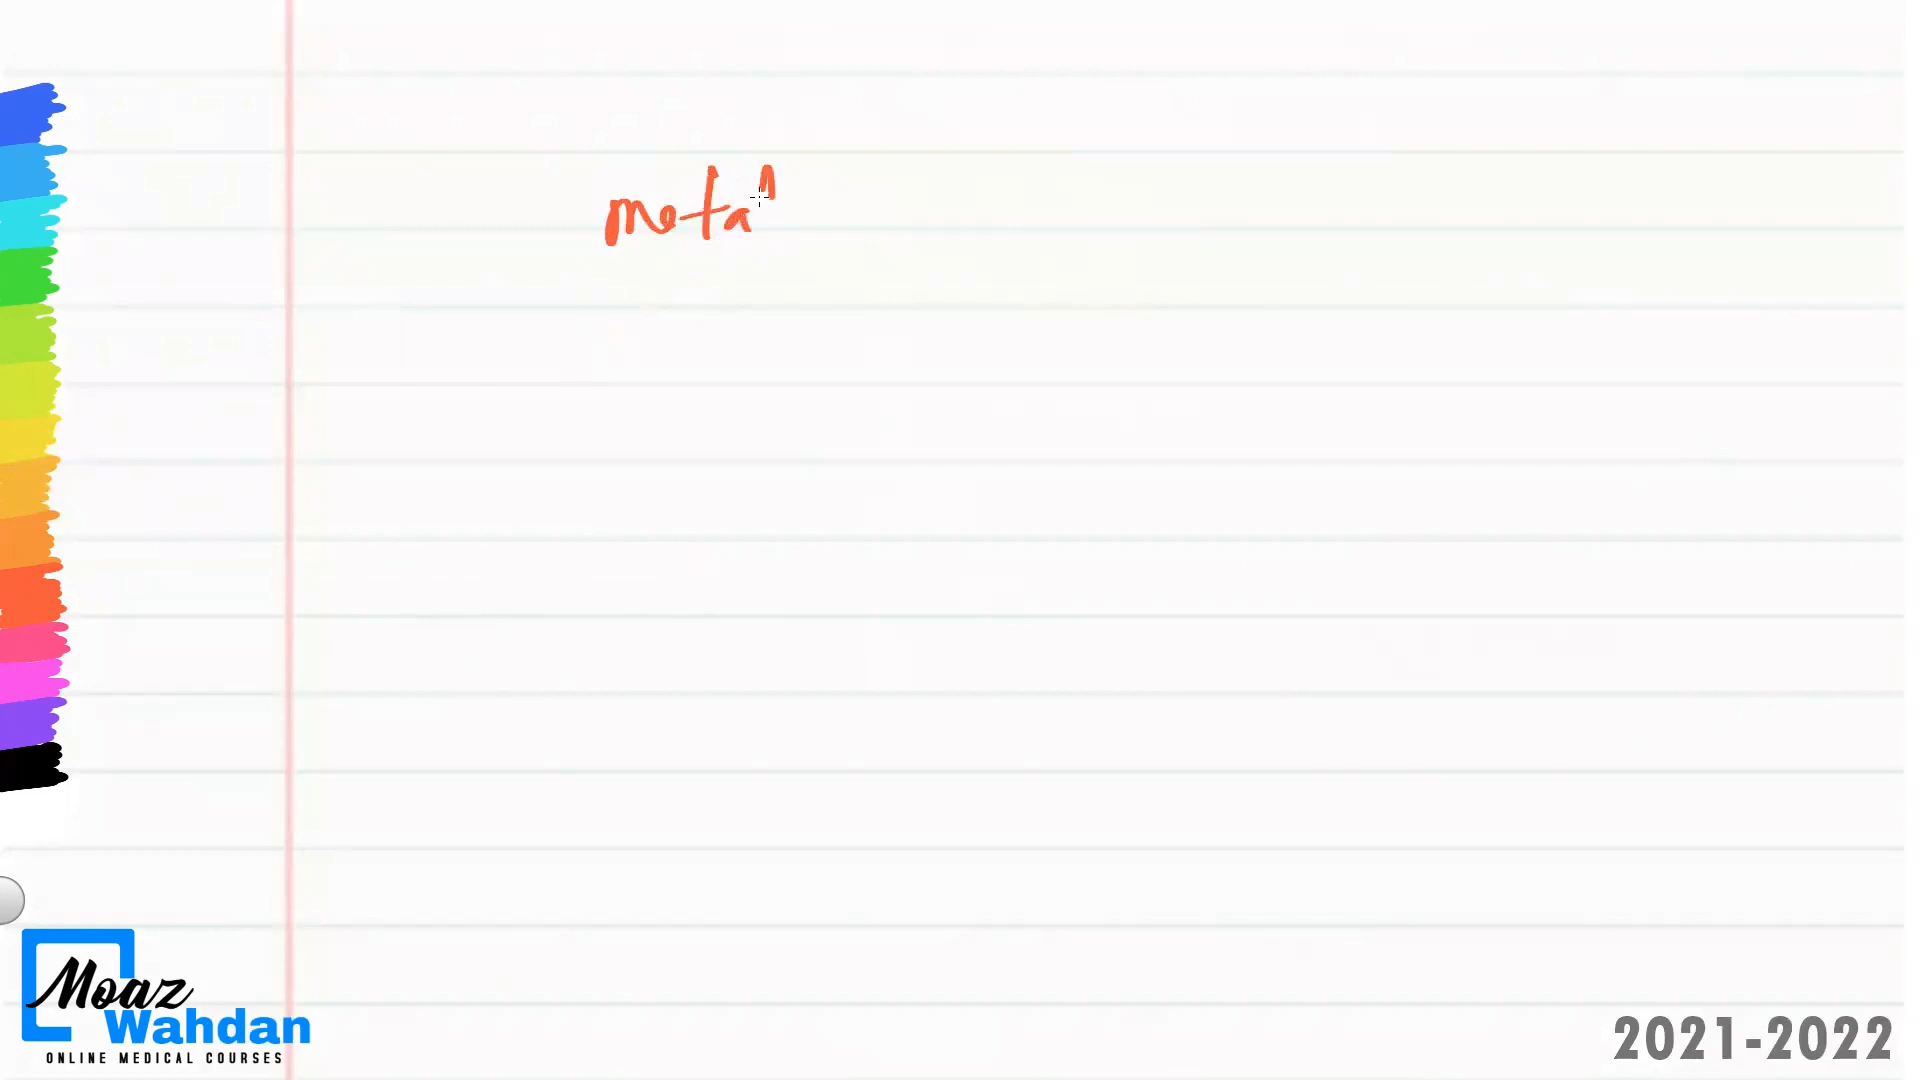 meta
Moaz
Wahdan
ONLINE MEDICAL COURSES
2021-2022